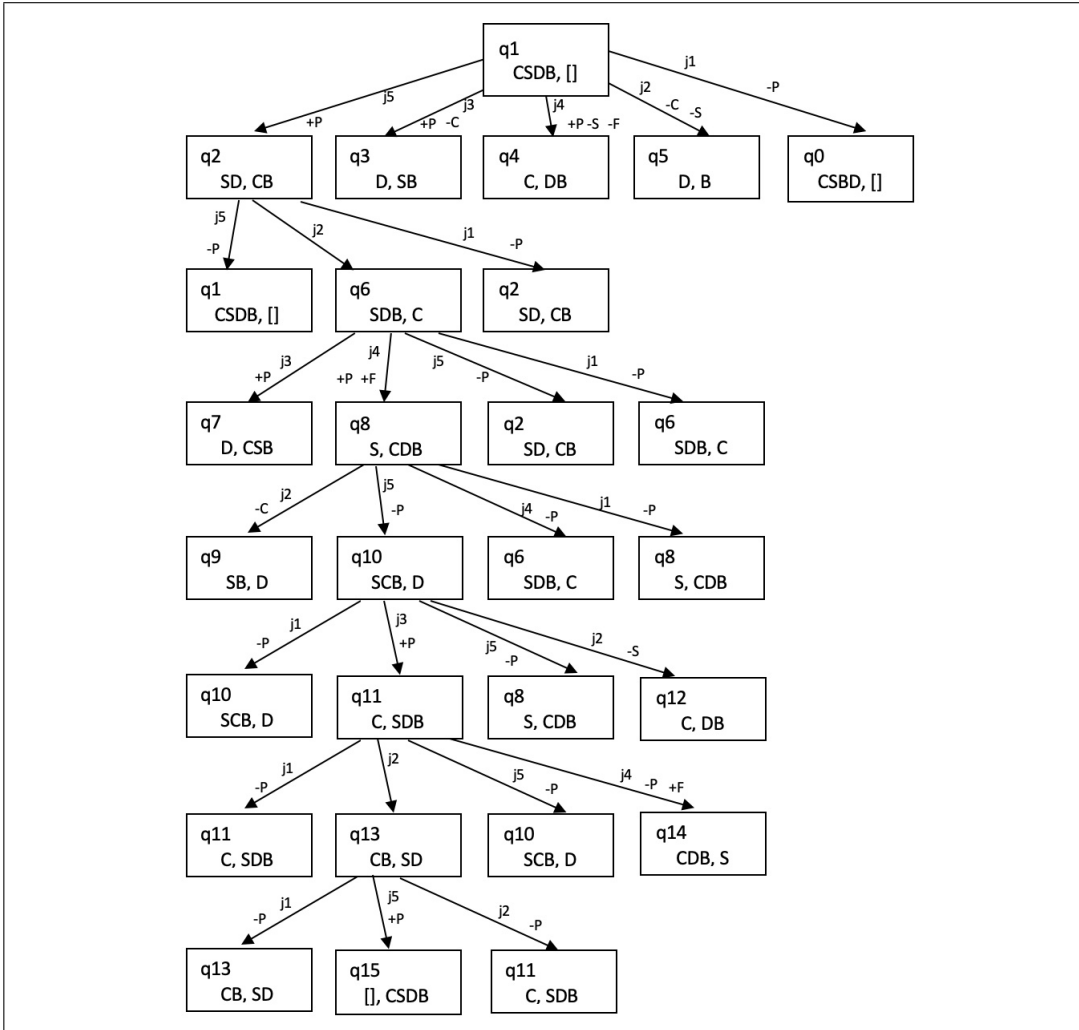 q1
CSDB, []
j5
+P
j3
+P -C
j4
+P -S -F
j2
-C -S
j1
-P
q2
SD, CB
q3
D, SB
q4
C, DB
q5
D, B
q0
CSBD, []
j5
-P
j2
j1
-P
q1
CSDB, []
q6
SDB, C
q2
SD, CB
j3
+P
j4
+P +F
j5
-P
j1
-P
q7
D, CSB
q8
S, CDB
q2
SD, CB
q6
SDB, C
j2
-C
j5
-P
j4
-P
j1
-P
q9
SB, D
q10
SCB, D
q6
SDB, C
q8
S, CDB
j1
-P
j3
+P
j5
-P
j2
-S
q10
SCB, D
q11
C, SDB
q8
S, CDB
q12
C, DB
j1
-P
j2
j5
-P
j4
-P +F
q11
C, SDB
q13
CB, SD
q10
SCB, D
q14
CDB, S
j1
-P
j5
+P
j2
-P
q13
CB, SD
q15
[], CSDB
q11
C, SDB